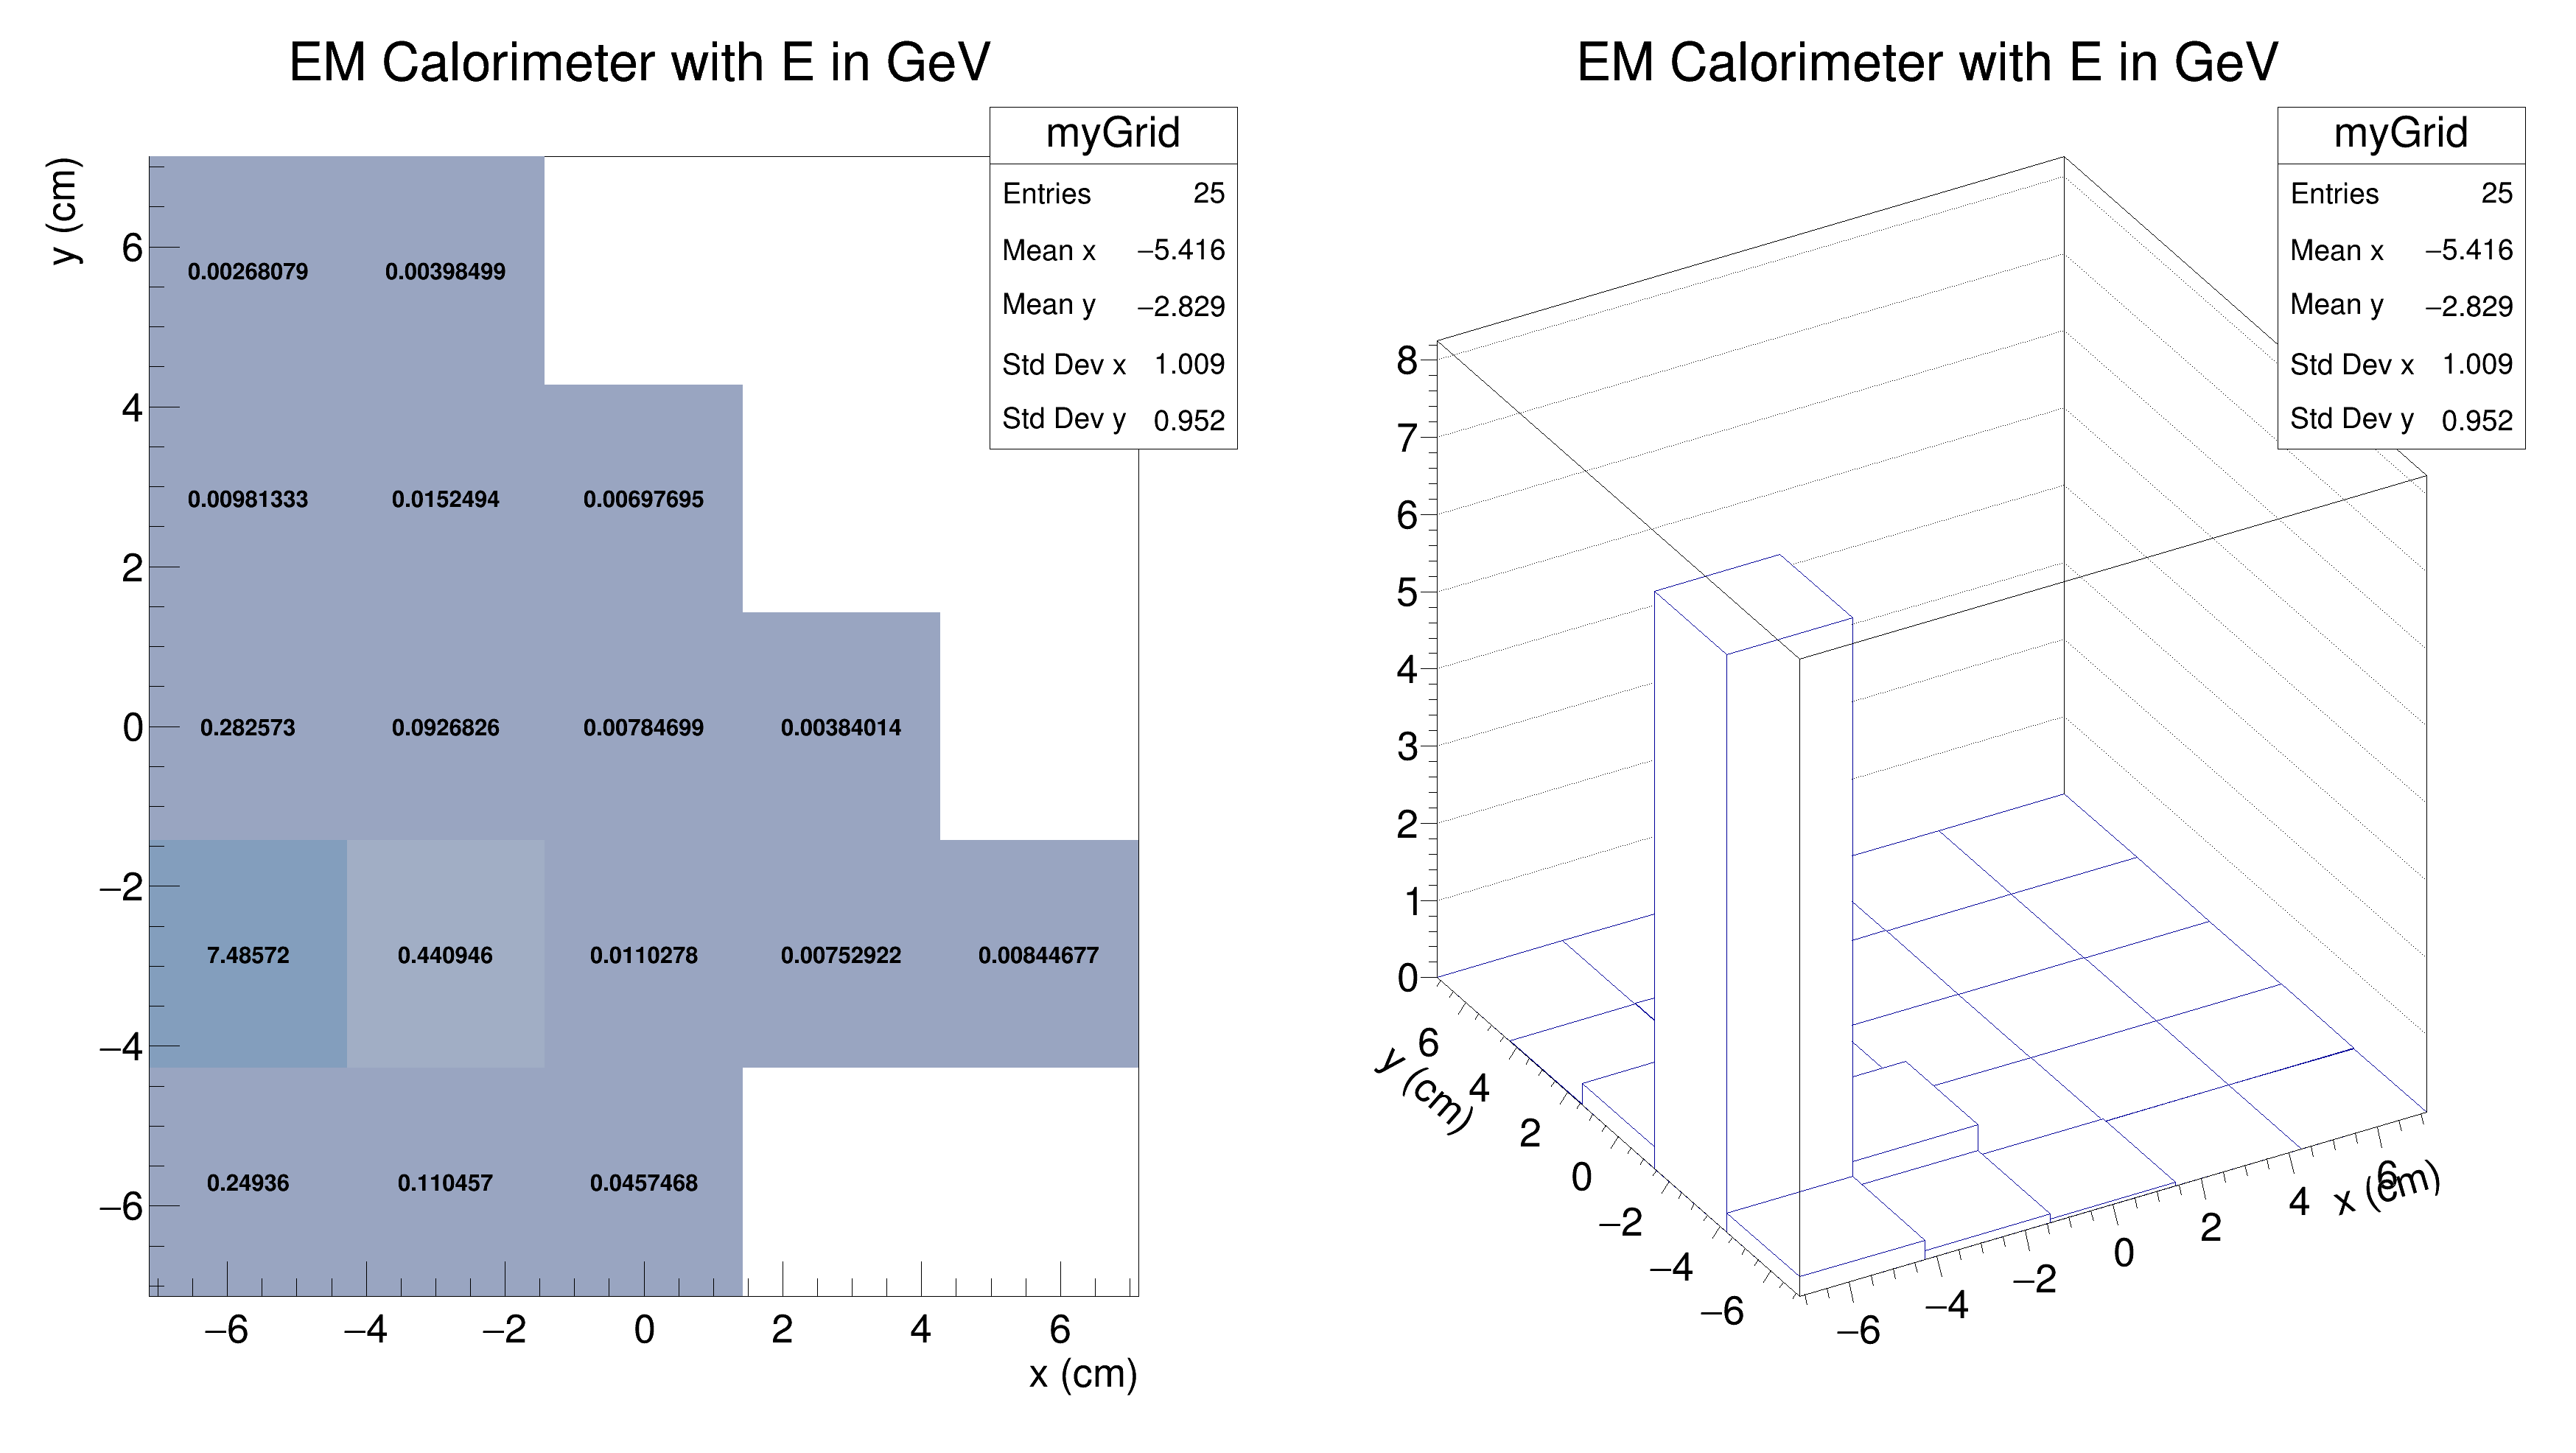 EM Calorimeter with E in GeV
myGrid
Entries 25
Mean x −5.416
Mean y −2.829
Std Dev x 1.009
Std Dev y 0.952
y (cm)
6
4
2
0
−2
−4
−6
0.00268079 0.00398499
0.00981333 0.0152494 0.00697695
0.282573 0.0926826 0.00784699 0.00384014
7.48572 0.440946 0.0110278 0.00752922 0.00844677
0.24936 0.110457 0.0457468
−6 −4 −2 0 2 4 6
x (cm)
EM Calorimeter with E in GeV
myGrid
Entries 25
Mean x −5.416
Mean y −2.829
Std Dev x 1.009
Std Dev y 0.952
8
7
6
5
4
3
2
1
0
y (cm)
6
4
2
0
−2
−4
−6
−6 −4 −2 0 2 4 6
x (cm)